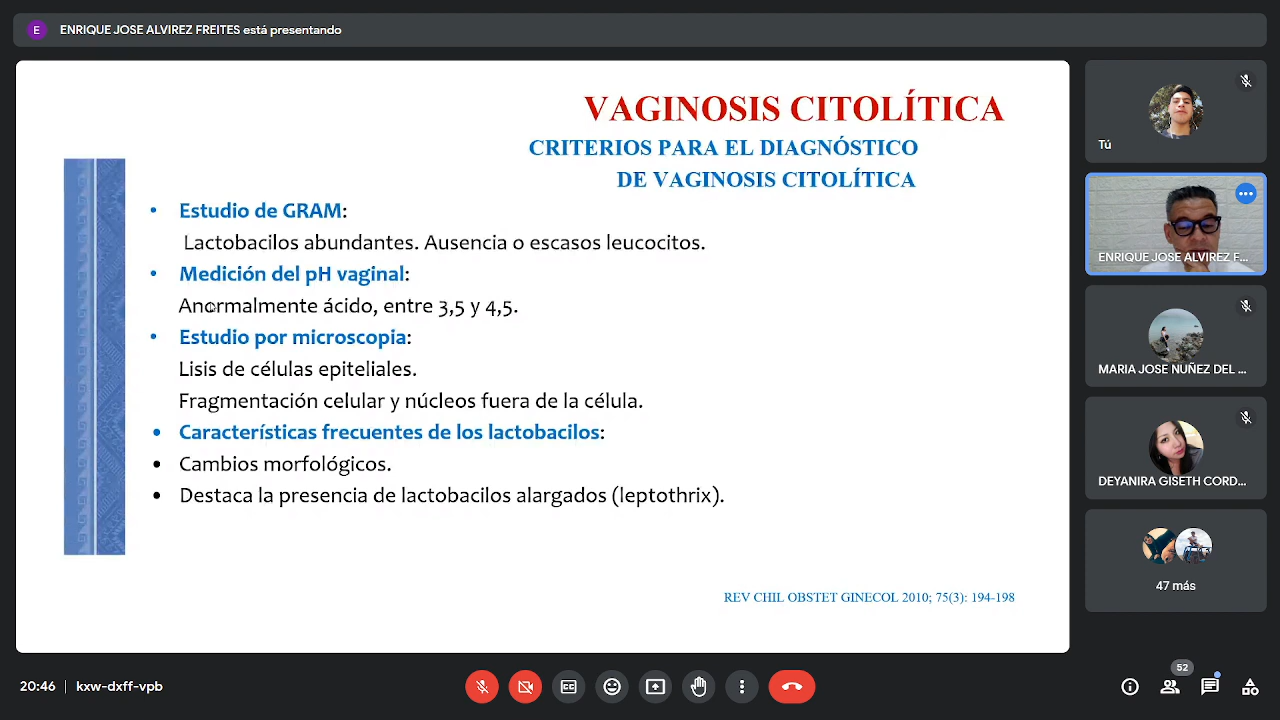 E ENRIQUE JOSE ALVIREZ FREITES está presentando
VAGINOSIS CITOLÍTICA
CRITERIOS PARA EL DIAGNÓSTICO
DE VAGINOSIS CITOLÍTICA
• Estudio de GRAM:
Lactobacilos abundantes. Ausencia o escasos leucocitos.
• Medición del pH vaginal:
Anormalmente ácido, entre 3,5 y 4,5.
• Estudio por microscopia:
Lisis de células epiteliales.
Fragmentación celular y núcleos fuera de la célula.
• Características frecuentes de los lactobacilos:
• Cambios morfológicos.
• Destaca la presencia de lactobacilos alargados (leptothrix).
REV CHIL OBSTET GINECOL 2010; 75(3): 194-198
Tú
ENRIQUE JOSE ALVIREZ F...
MARIA JOSE NUÑEZ DEL ...
DEYANIRA GISETH CORD...
47 más
20:46 | kxw-dxff-vpb
52